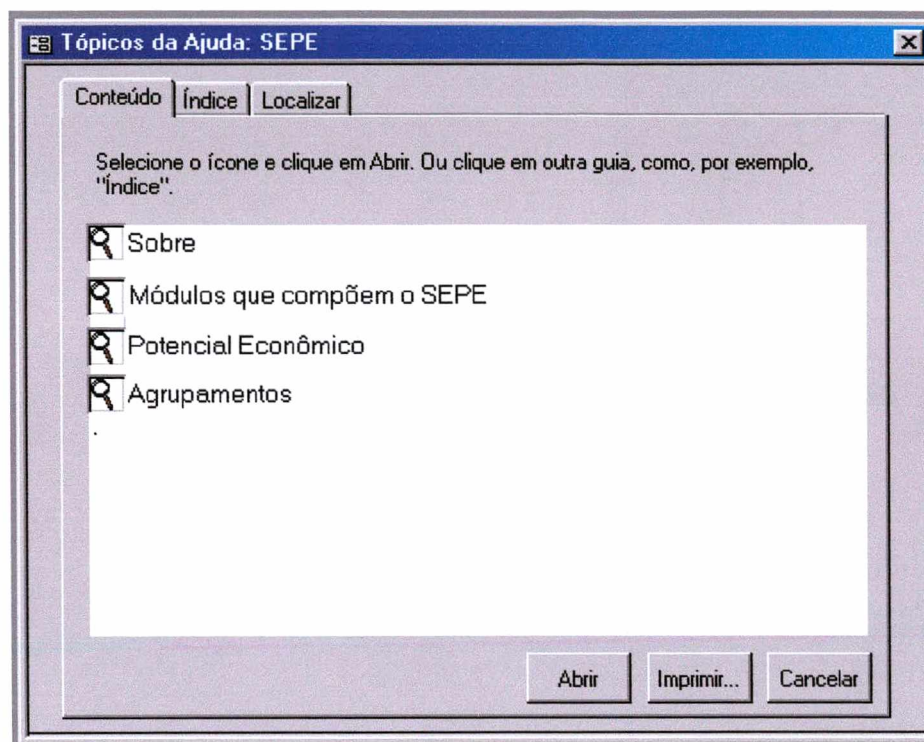 Tópicos da Ajuda: SEPE
Conteúdo Índice Localizar
Selecione o ícone e clique em Abrir. Ou clique em outra guia, como, por exemplo,
"Índice".
Sobre
Módulos que compõem o SEPE
Potencial Econômico
Agrupamentos
Abrir Imprimir... Cancelar